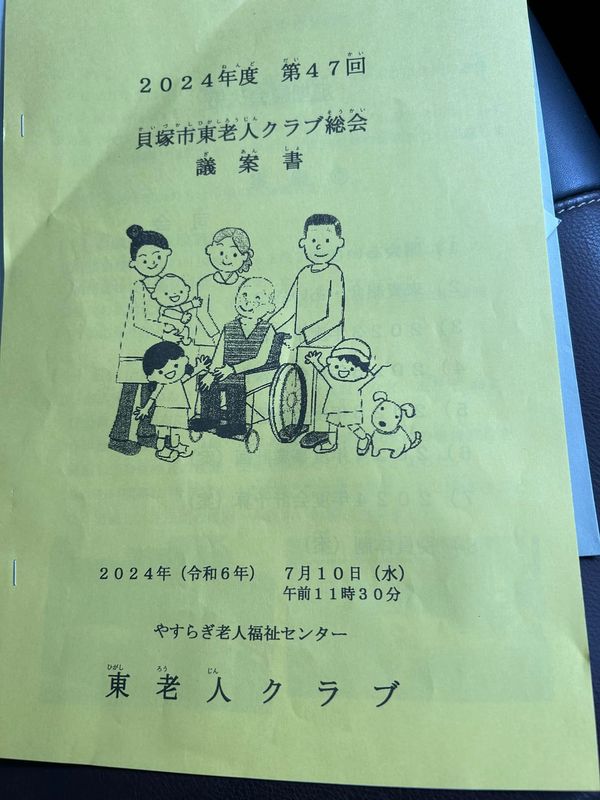 2024年度 第47回
貝塚市東老人クラブ総会
議案書
2024年(令和6年) 7月10日(水)
午前11時30分
やすらぎ老人福祉センター
東老人クラブ